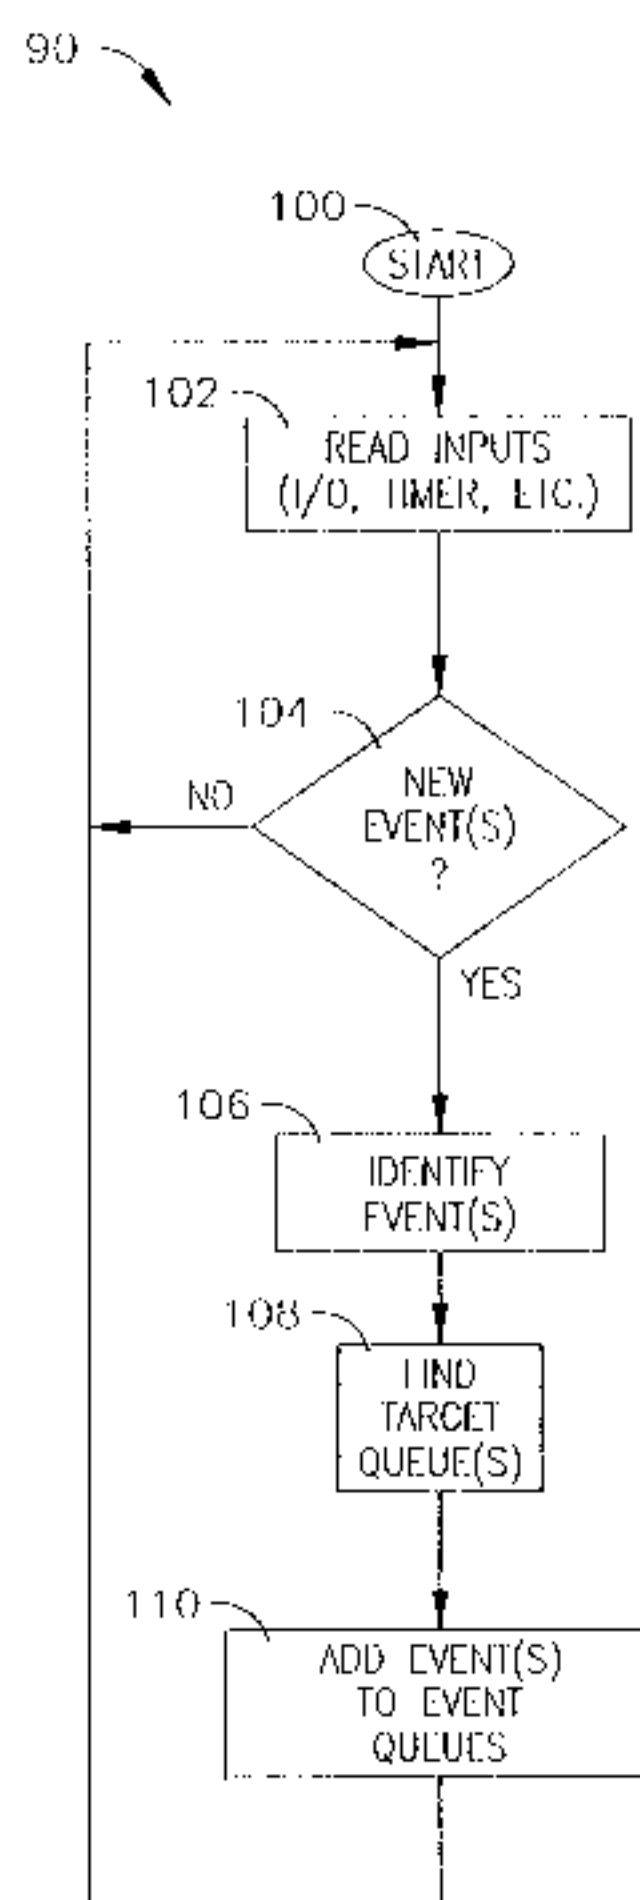 90
100
START
102
READ INPUTS
(I/O, TIMER, ETC.)
104
NEW
EVENT(S)
?
NO
YES
106
IDENTIFY
EVENT(S)
108
FIND
TARGET
QUEUE(S)
110
ADD EVENT(S)
TO EVENT
QUEUES